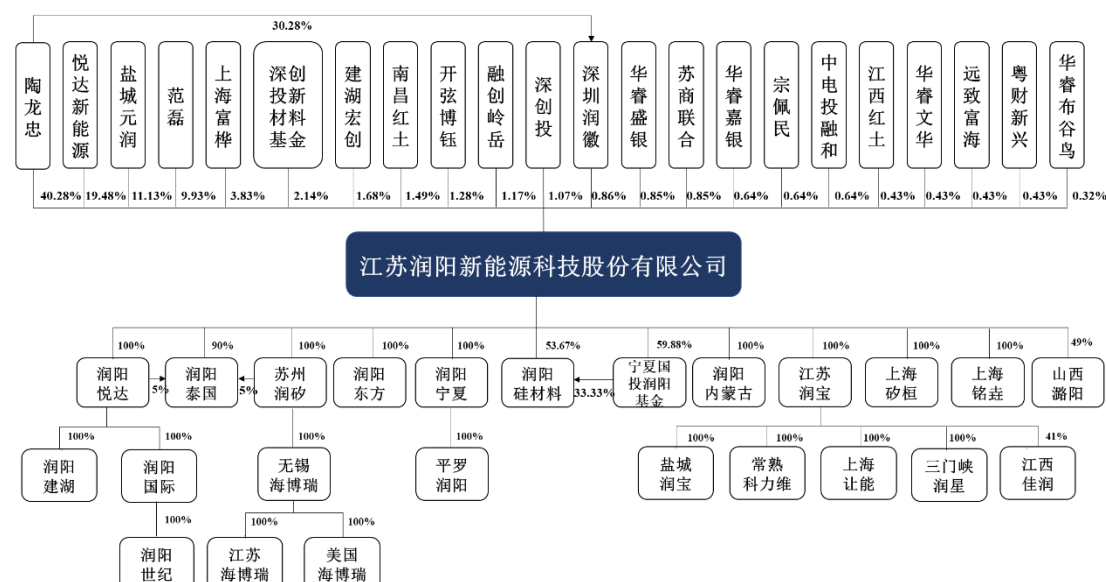 30.28%
陶龙忠
悦达新能源
盐城元润
范磊
上海富桦
深创投新材料基金
建湖宏创
南昌红土
开弦博钰
融创岭岳
深创投
深圳润徽
华睿盛银
苏商联合
华睿嘉银
宗佩民
中电投融和
江西红土
华睿文华
远致富海
粤财新兴
华睿布谷鸟
40.28% 19.48% 11.13% 9.93% 3.83% 2.14% 1.68% 1.49% 1.28% 1.17% 1.07% 0.86% 0.85% 0.85% 0.64% 0.64% 0.64% 0.43% 0.43% 0.43% 0.43% 0.32%
江苏润阳新能源科技股份有限公司
100% 90% 100% 100% 100% 53.67% 59.88% 100% 100% 100% 100% 49%
润阳
悦达
5%
润阳
泰国
5%
苏州
润矽
润阳
东方
润阳
宁夏
润阳
硅材料
33.33%
宁夏国
投润阳
基金
润阳
内蒙古
江苏
润宝
上海
矽桓
上海
铭垚
山西
潞阳
100% 100% 100% 100% 100% 100% 100% 100% 41%
润阳
建湖
润阳
国际
无锡
海博瑞
平罗
润阳
盐城
润宝
常熟
科力维
上海
让能
三门峡
润星
江西
佳润
100% 100% 100%
润阳
世纪
江苏
海博瑞
美国
海博瑞